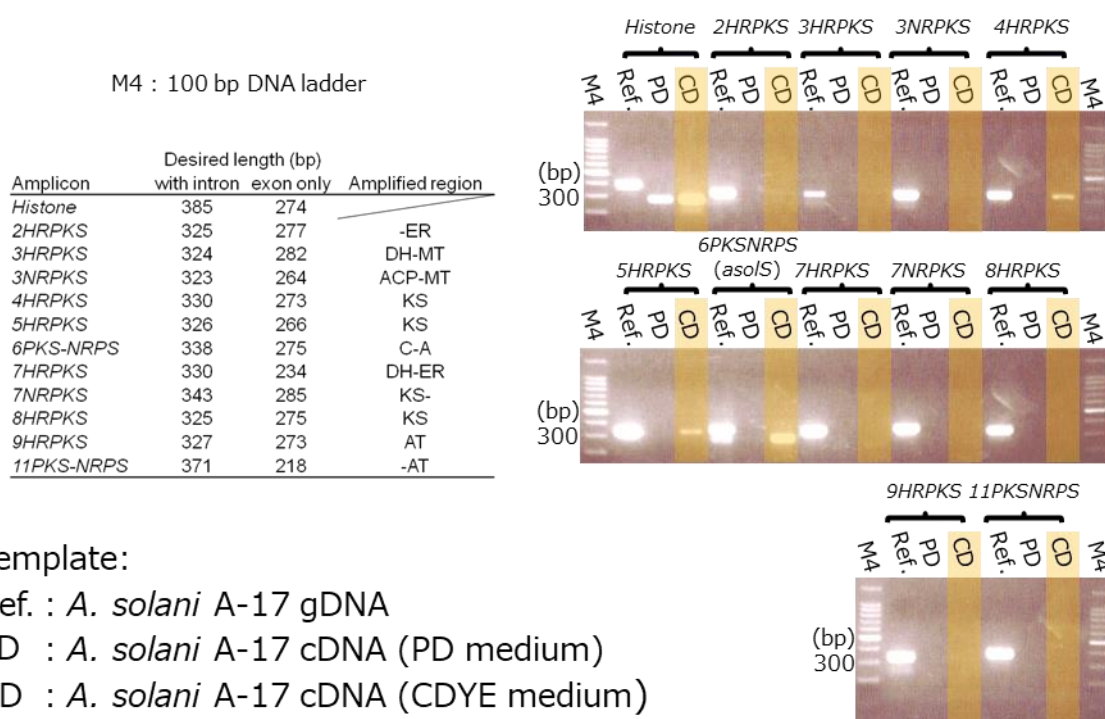 M4 : 100 bp DNA ladder
Desired length (bp)
Amplicon with intron exon only Amplified region
Histone 385 274
2HRPKS 325 277 -ER
3HRPKS 324 282 DH-MT
3NRPKS 323 264 ACP-MT
4HRPKS 330 273 KS
5HRPKS 326 266 KS
6PKS-NRPS 338 275 C-A
7HRPKS 330 234 DH-ER
7NRPKS 343 285 KS-
8HRPKS 325 275 KS
9HRPKS 327 273 AT
11PKS-NRPS 371 218 -AT
Histone 2HRPKS 3HRPKS 3NRPKS 4HRPKS
M4 Ref. PD CD Ref. PD CD Ref. PD CD Ref. PD CD Ref. PD CD M4
(bp)
300
6PKSNRPS
5HRPKS (asolS) 7HRPKS 7NRPKS 8HRPKS
M4 Ref. PD CD Ref. PD CD Ref. PD CD Ref. PD CD Ref. PD CD M4
(bp)
300
9HRPKS 11PKSNRPS
M4 Ref. PD CD Ref. PD CD M4
(bp)
300
emplate:
ef. : A. solani A-17 gDNA
D : A. solani A-17 cDNA (PD medium)
D : A. solani A-17 cDNA (CDYE medium)